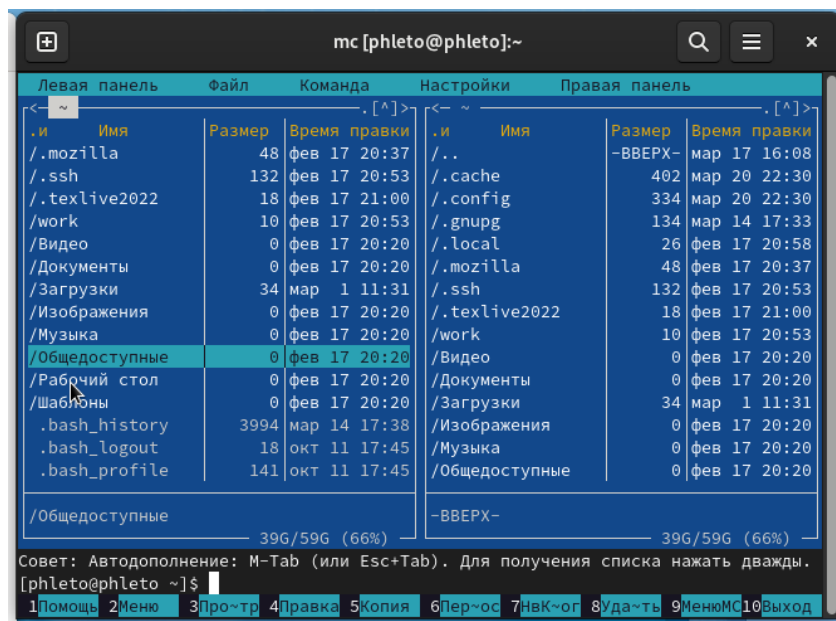 mc [phleto@phleto]:~
Левая панель Файл Команда Настройки Правая панель
<─ ~ ─.[^]>
.и Имя Размер Время правки
/.mozilla 48 фев 17 20:37
/.ssh 132 фев 17 20:53
/.texlive2022 18 фев 17 21:00
/work 10 фев 17 20:53
/Видео 0 фев 17 20:20
/Документы 0 фев 17 20:20
/Загрузки 34 мар 1 11:31
/Изображения 0 фев 17 20:20
/Музыка 0 фев 17 20:20
/Общедоступные 0 фев 17 20:20
/Рабочий стол 0 фев 17 20:20
/Шаблоны 0 фев 17 20:20
.bash_history 3994 мар 14 17:38
.bash_logout 18 окт 11 17:45
.bash_profile 141 окт 11 17:45
/Общедоступные
39G/59G (66%)
<─ ~ ─.[^]>
.и Имя Размер Время правки
/.. -ВВЕРХ- мар 17 16:08
/.cache 402 мар 20 22:30
/.config 334 мар 20 22:30
/.gnupg 134 мар 14 17:33
/.local 26 фев 17 20:58
/.mozilla 48 фев 17 20:37
/.ssh 132 фев 17 20:53
/.texlive2022 18 фев 17 21:00
/work 10 фев 17 20:53
/Видео 0 фев 17 20:20
/Документы 0 фев 17 20:20
/Загрузки 34 мар 1 11:31
/Изображения 0 фев 17 20:20
/Музыка 0 фев 17 20:20
/Общедоступные 0 фев 17 20:20
-ВВЕРХ-
39G/59G (66%)
Совет: Автодополнение: M-Tab (или Esc+Tab). Для получения списка нажать дважды.
[phleto@phleto ~]$
1Помощь 2Меню 3Про~тр 4Правка 5Копия 6Пер~ос 7НвК~ог 8Уда~ть 9МенюMC 10Выход